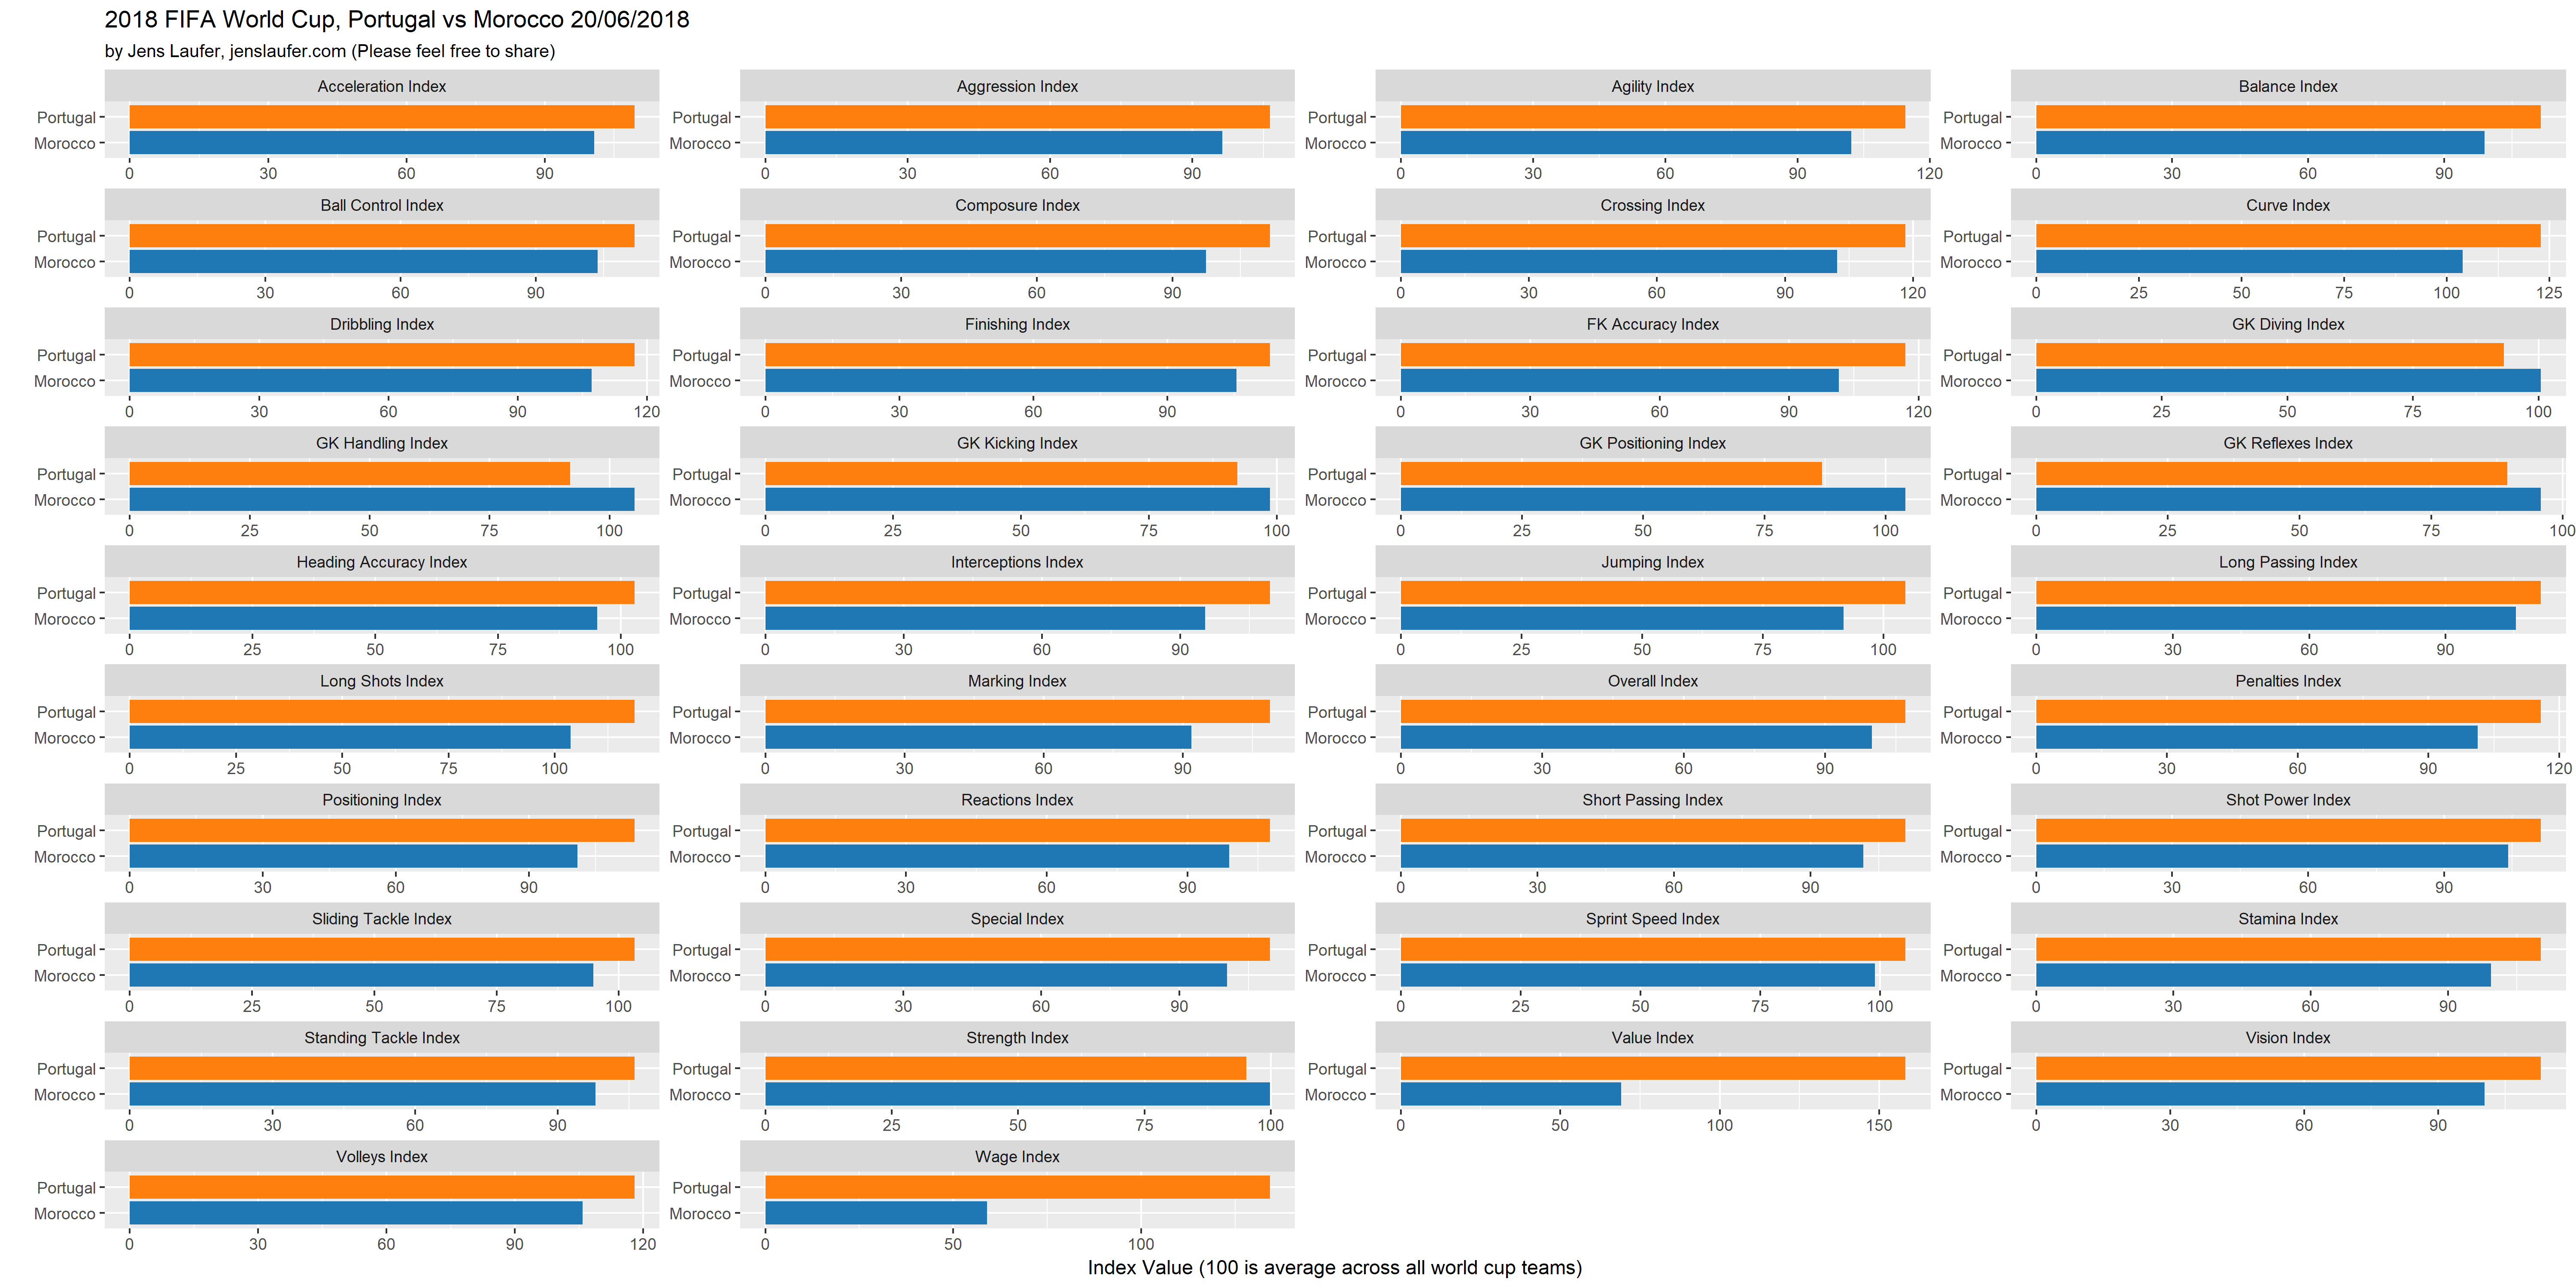 2018 FIFA World Cup, Portugal vs Morocco 20/06/2018
by Jens Laufer, jenslaufer.com (Please feel free to share)
Acceleration Index
Portugal
Morocco
0 30 60 90
Aggression Index
Portugal
Morocco
0 30 60 90
Agility Index
Portugal
Morocco
0 30 60 90 120
Balance Index
Portugal
Morocco
0 30 60 90
Ball Control Index
Portugal
Morocco
0 30 60 90
Composure Index
Portugal
Morocco
0 30 60 90
Crossing Index
Portugal
Morocco
0 30 60 90 120
Curve Index
Portugal
Morocco
0 25 50 75 100 125
Dribbling Index
Portugal
Morocco
0 30 60 90 120
Finishing Index
Portugal
Morocco
0 30 60 90
FK Accuracy Index
Portugal
Morocco
0 30 60 90 120
GK Diving Index
Portugal
Morocco
0 25 50 75 100
GK Handling Index
Portugal
Morocco
0 25 50 75 100
GK Kicking Index
Portugal
Morocco
0 25 50 75 100
GK Positioning Index
Portugal
Morocco
0 25 50 75 100
GK Reflexes Index
Portugal
Morocco
0 25 50 75 100
Heading Accuracy Index
Portugal
Morocco
0 25 50 75 100
Interceptions Index
Portugal
Morocco
0 30 60 90
Jumping Index
Portugal
Morocco
0 25 50 75 100
Long Passing Index
Portugal
Morocco
0 30 60 90
Long Shots Index
Portugal
Morocco
0 25 50 75 100
Marking Index
Portugal
Morocco
0 30 60 90
Overall Index
Portugal
Morocco
0 30 60 90
Penalties Index
Portugal
Morocco
0 30 60 90 120
Positioning Index
Portugal
Morocco
0 30 60 90
Reactions Index
Portugal
Morocco
0 30 60 90
Short Passing Index
Portugal
Morocco
0 30 60 90
Shot Power Index
Portugal
Morocco
0 30 60 90
Sliding Tackle Index
Portugal
Morocco
0 25 50 75 100
Special Index
Portugal
Morocco
0 30 60 90
Sprint Speed Index
Portugal
Morocco
0 25 50 75 100
Stamina Index
Portugal
Morocco
0 30 60 90
Standing Tackle Index
Portugal
Morocco
0 30 60 90
Strength Index
Portugal
Morocco
0 25 50 75 100
Value Index
Portugal
Morocco
0 50 100 150
Vision Index
Portugal
Morocco
0 30 60 90
Volleys Index
Portugal
Morocco
0 30 60 90 120
Wage Index
Portugal
Morocco
0 50 100
Index Value (100 is average across all world cup teams)